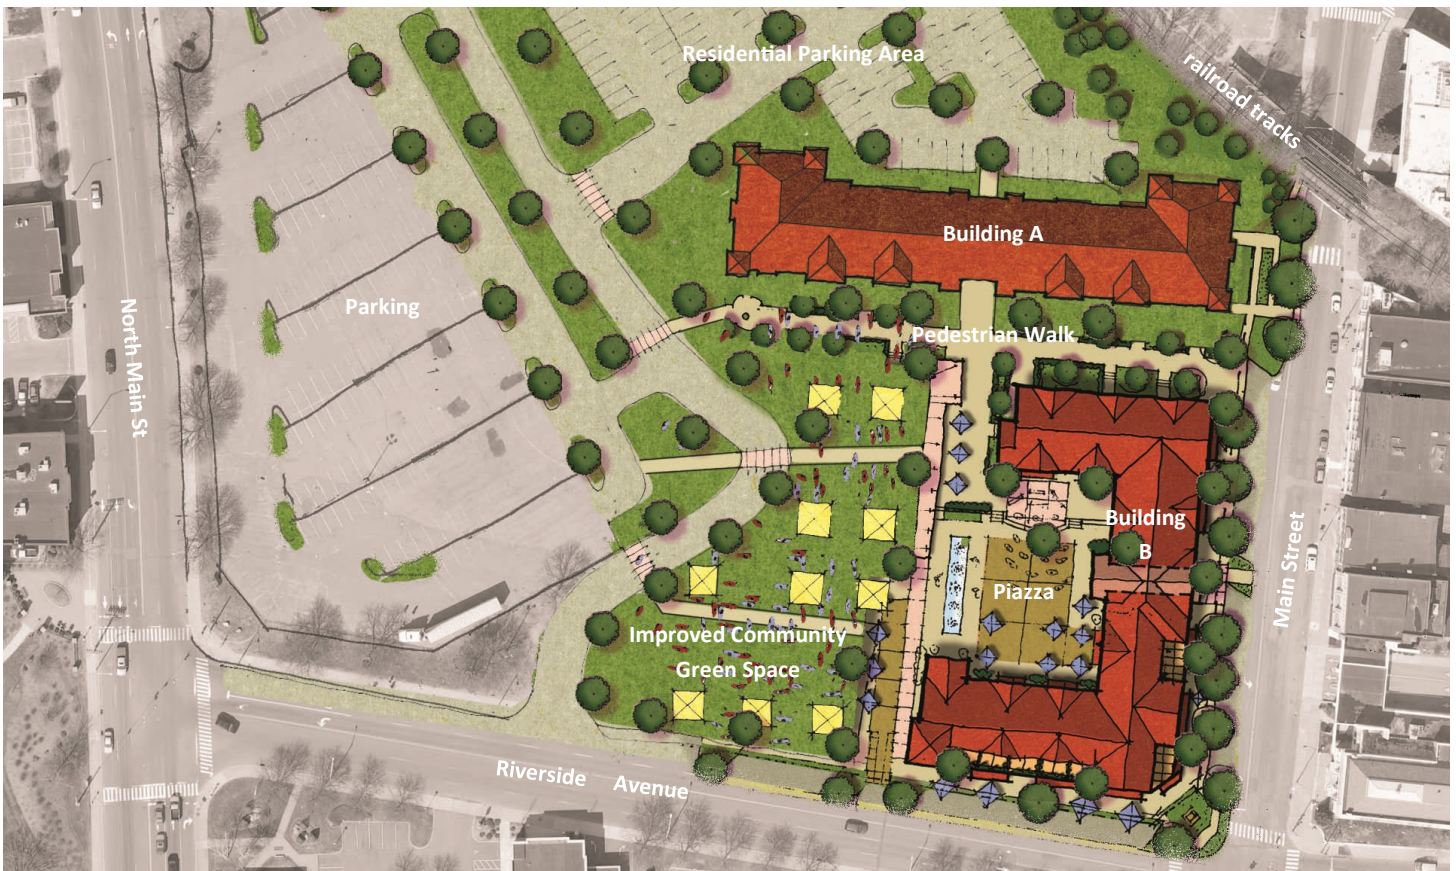 Residential Parking Area
railroad tracks
Building A
Parking
North Main St
Pedestrian Walk
Building
B
Main Street
Piazza
Improved Community
Green Space
Riverside Avenue